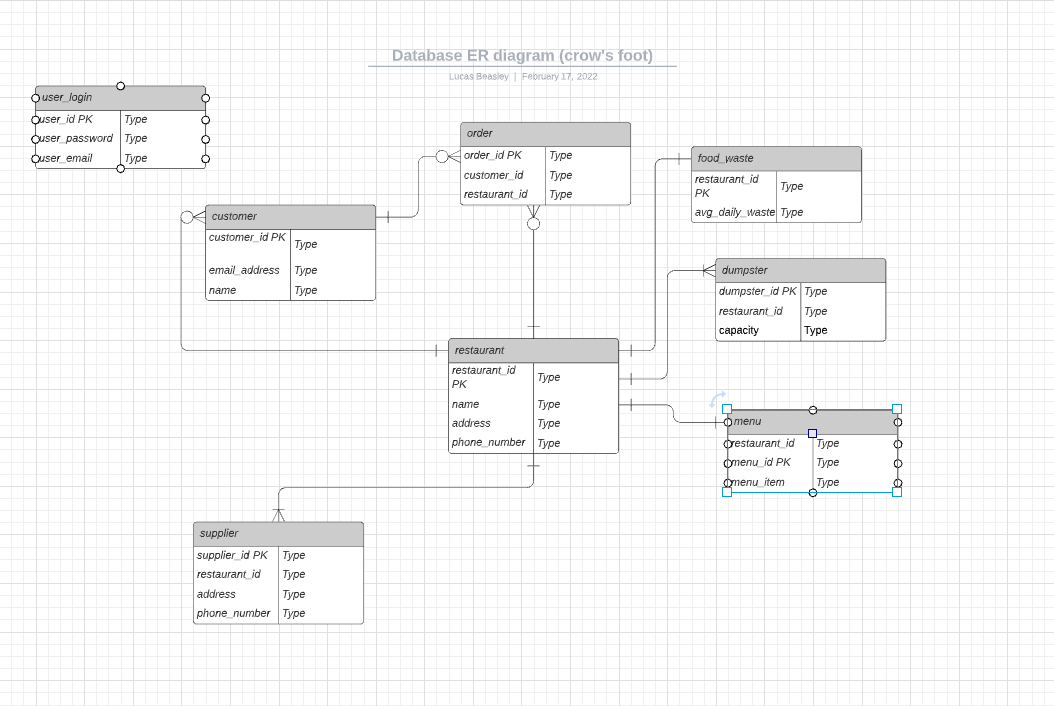 Database ER diagram (crow's foot)
Lucas Beasley | February 17, 2022
user_login
user_id PK Type
user_password Type
user_email Type
order
order_id PK Type
customer_id Type
restaurant_id Type
food_waste
restaurant_id
PK Type
avg_daily_waste Type
customer
customer_id PK Type
email_address Type
name Type
dumpster
dumpster_id PK Type
restaurant_id Type
capacity Type
restaurant
restaurant_id
PK Type
name Type
address Type
phone_number Type
menu
restaurant_id Type
menu_id PK Type
menu_item Type
supplier
supplier_id PK Type
restaurant_id Type
address Type
phone_number Type